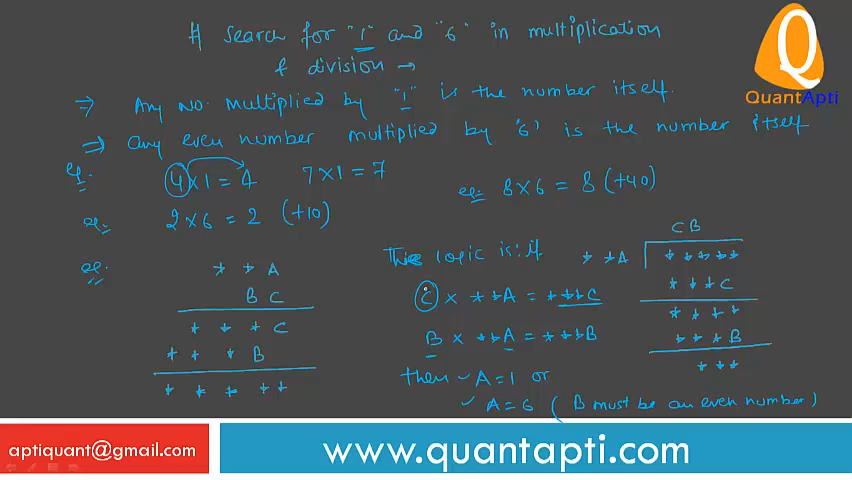 # Search for "1" and "6" in multiplication
& division →
QuantApti
⇒ Any No. Multiplied by "1" is the number itself.
⇒ any even number multiplied by '6' is the number itself
eg. 4 x 1 = 4 7 x 1 = 7
eg. 8 x 6 = 8 (+40)
eg. 2 x 6 = 2 (+10)
eg.
* * A
B C
* * * C
* * * B
* * * * *
This logic is: if
C x * * A = * * * C
B x * * A = * * * B
then ✓ A = 1 or
✓ A = 6 ( B must be an even number )
C B
* * A * * * * *
* * * C
* * * *
* * * B
* * *
aptiquant@gmail.com
www.quantapti.com